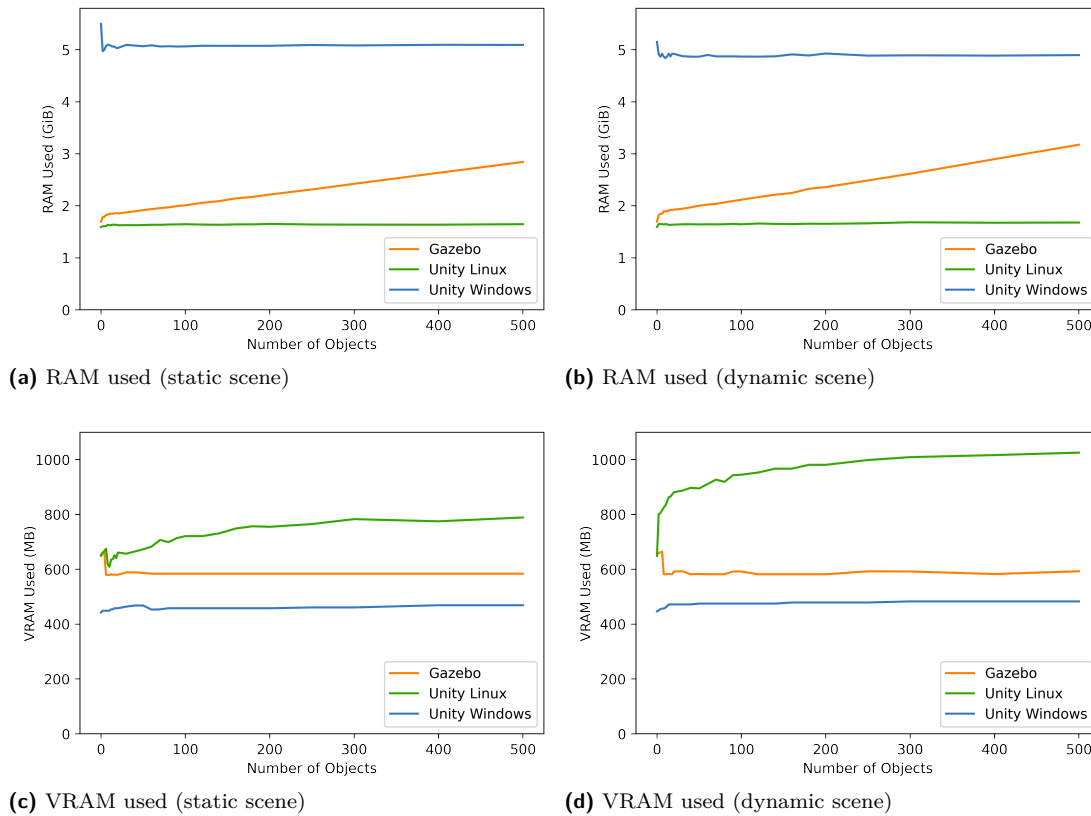 5
4
3
2
1
0
RAM Used (GiB)
Gazebo
Unity Linux
Unity Windows
0 100 200 300 400 500
Number of Objects
(a) RAM used (static scene)
5
4
3
2
1
0
RAM Used (GiB)
Gazebo
Unity Linux
Unity Windows
0 100 200 300 400 500
Number of Objects
(b) RAM used (dynamic scene)
1000
800
600
400
200
0
VRAM Used (MB)
Gazebo
Unity Linux
Unity Windows
0 100 200 300 400 500
Number of Objects
(c) VRAM used (static scene)
1000
800
600
400
200
0
VRAM Used (MB)
Gazebo
Unity Linux
Unity Windows
0 100 200 300 400 500
Number of Objects
(d) VRAM used (dynamic scene)